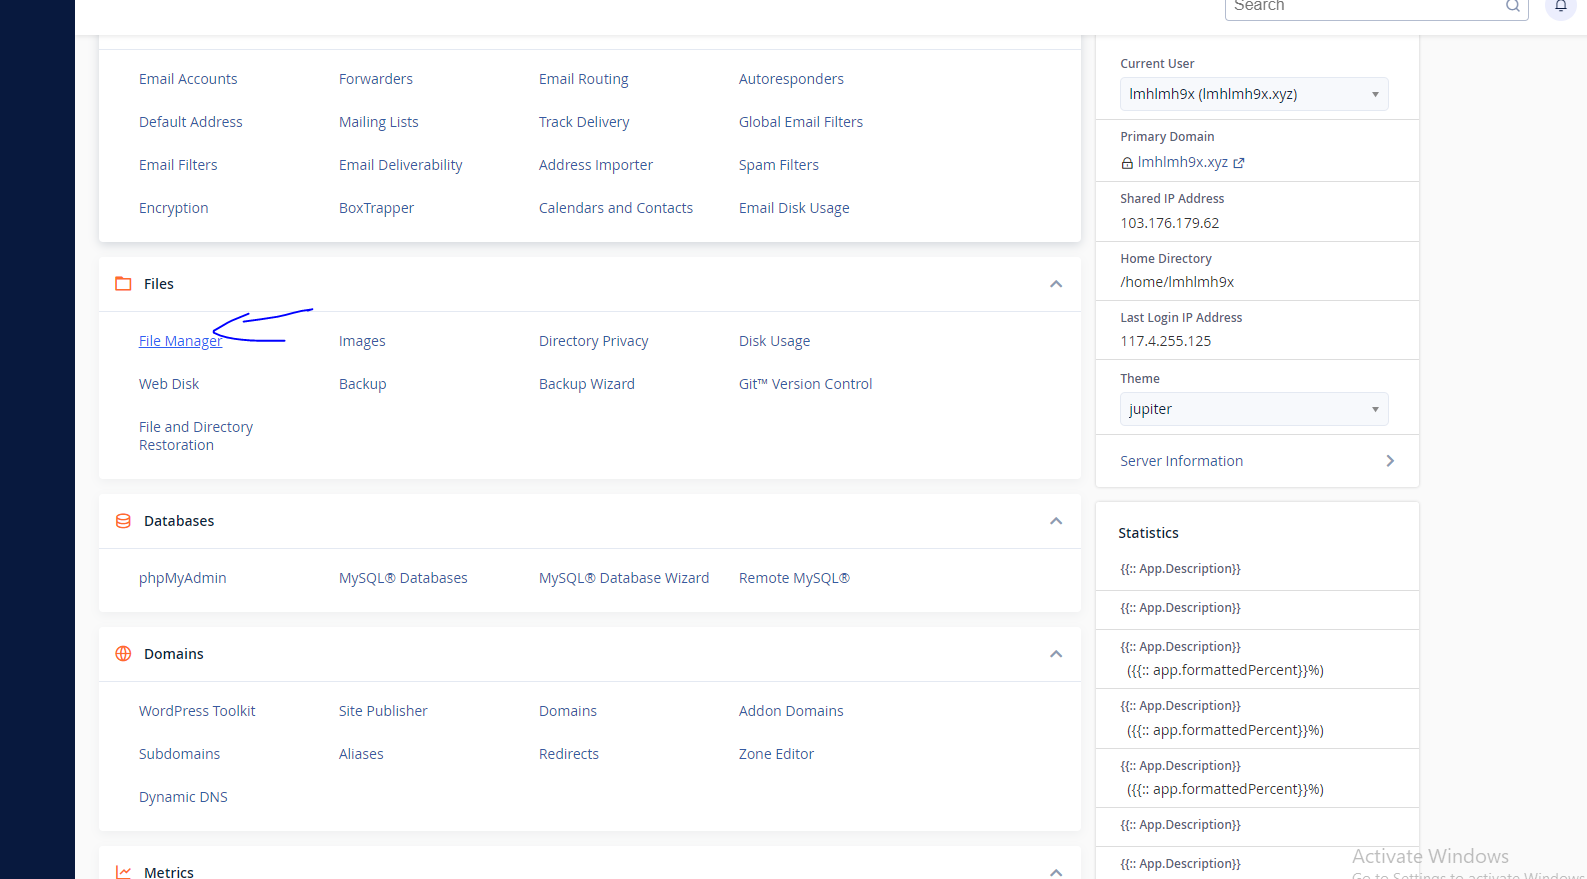 Search
Email Accounts Forwarders Email Routing Autoresponders
Default Address Mailing Lists Track Delivery Global Email Filters
Email Filters Email Deliverability Address Importer Spam Filters
Encryption BoxTrapper Calendars and Contacts Email Disk Usage
Files
File Manager Images Directory Privacy Disk Usage
Web Disk Backup Backup Wizard Git™ Version Control
File and Directory
Restoration
Databases
phpMyAdmin MySQL® Databases MySQL® Database Wizard Remote MySQL®
Domains
WordPress Toolkit Site Publisher Domains Addon Domains
Subdomains Aliases Redirects Zone Editor
Dynamic DNS
Metrics
Current User
lmhlmh9x (lmhlmh9x.xyz)
Primary Domain
lmhlmh9x.xyz
Shared IP Address
103.176.179.62
Home Directory
/home/lmhlmh9x
Last Login IP Address
117.4.255.125
Theme
jupiter
Server Information
Statistics
{{:: App.Description}}
{{:: App.Description}}
{{:: App.Description}}
({{:: app.formattedPercent}}%)
{{:: App.Description}}
({{:: app.formattedPercent}}%)
{{:: App.Description}}
({{:: app.formattedPercent}}%)
{{:: App.Description}}
{{:: App.Description}}
Activate Windows
Go to Settings to activate Windows